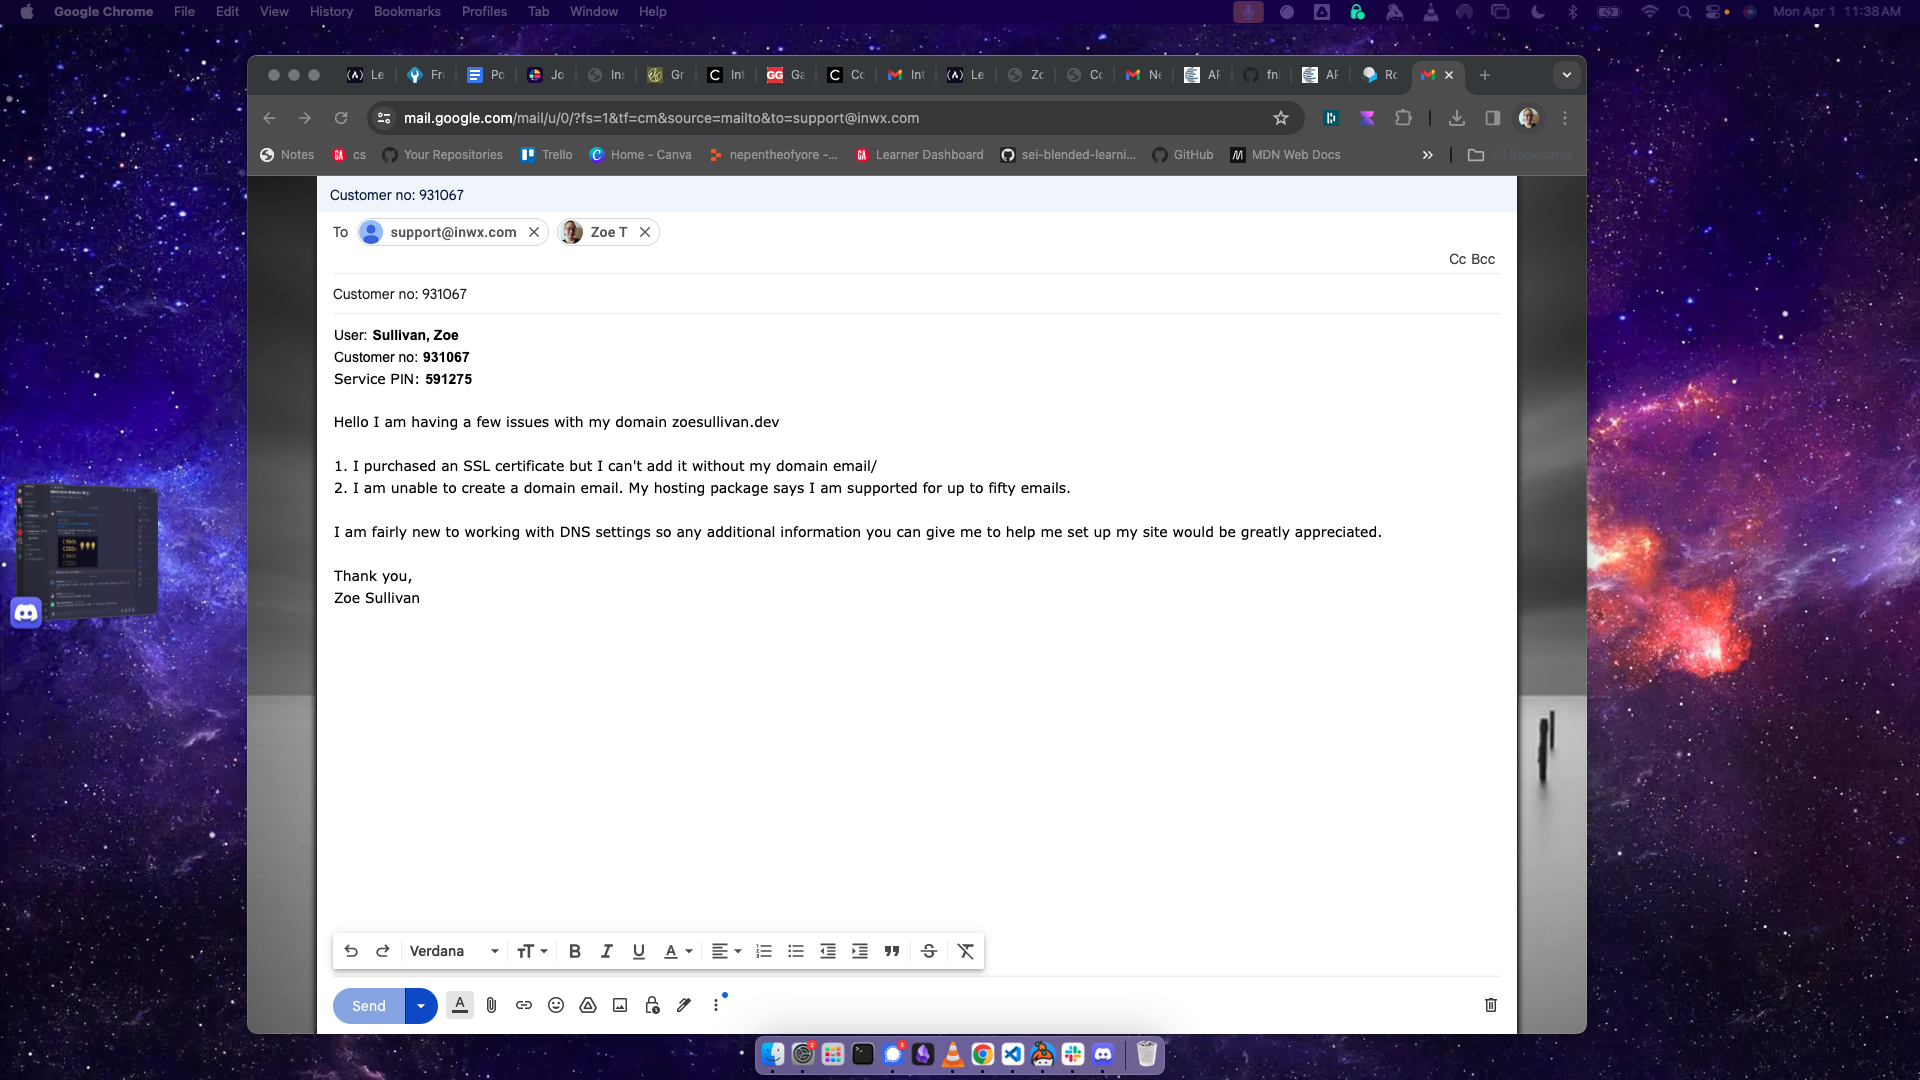 Google Chrome File Edit View History Bookmarks Profiles Tab Window Help Mon Apr 1 11:38 AM
Le Fr Po Jo Ins Gr Int Ga Co Int Le Zo Co Ne AF fn AF Ro
mail.google.com/mail/u/0/?fs=1&tf=cm&source=mailto&to=support@inwx.com
Notes cs Your Repositories Trello Home - Canva nepentheofyore -... Learner Dashboard sei-blended-learni... GitHub MDN Web Docs » All Bookmarks
Customer no: 931067
To support@inwx.com Zoe T
Cc Bcc
Customer no: 931067
User: Sullivan, Zoe
Customer no: 931067
Service PIN: 591275
Hello I am having a few issues with my domain zoesullivan.dev
1. I purchased an SSL certificate but I can't add it without my domain email/
2. I am unable to create a domain email. My hosting package says I am supported for up to fifty emails.
I am fairly new to working with DNS settings so any additional information you can give me to help me set up my site would be greatly appreciated.
Thank you,
Zoe Sullivan
Verdana
Send